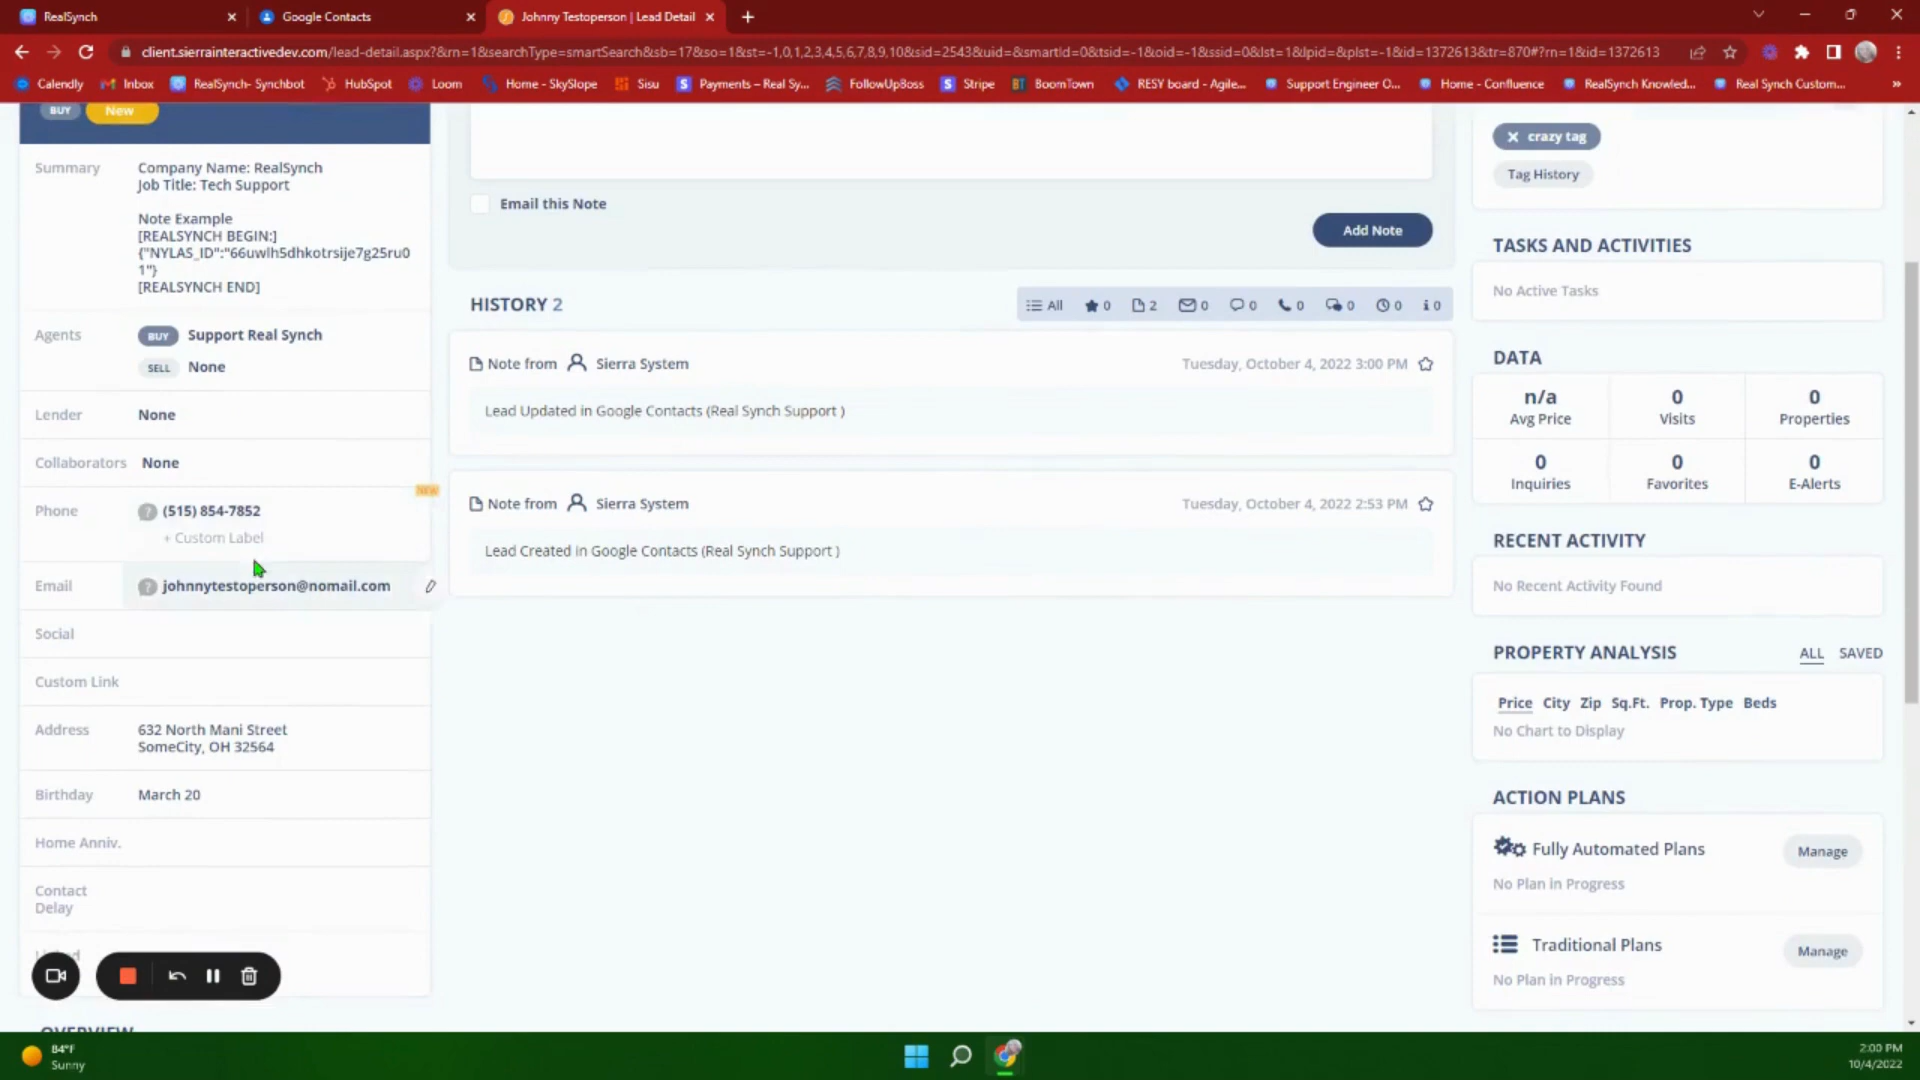 RealSynch
Google Contacts
Johnny Testoperson | Lead Detail
client.sierrainteractivedev.com/lead-detail.aspx?&rn=1&searchType=smartSearch&sb=17&so=1&st=-1,0,1,2,3,4,5,6,7,8,9,10&sid=2543&uid=&smartId=0&tsid=-1&oid=-1&ssid=0&lst=1&lpid=&plst=-1&id=1372613&tr=870#?rn=1&id=1372613
Calendly Inbox RealSynch- Synchbot HubSpot Loom Home - SkySlope Sisu Payments – Real Sy... FollowUpBoss Stripe BoomTown RESY board - Agile... Support Engineer O... Home - Confluence RealSynch Knowled... Real Synch Custom... »
BUY New
Summary
Company Name: RealSynch
Job Title: Tech Support
Note Example
[REALSYNCH BEGIN:]
{"NYLAS_ID":"66uwlh5dhkotrsije7g25ru0
1"}
[REALSYNCH END]
Agents BUY Support Real Synch
SELL None
Lender None
Collaborators None
NEW
Phone (515) 854-7852
+ Custom Label
Email johnnytestoperson@nomail.com
Social
Custom Link
Address 632 North Mani Street
SomeCity, OH 32564
Birthday March 20
Home Anniv.
Contact
Delay
Email this Note
Add Note
HISTORY 2
All 0 2 0 0 0 0 0 0
Note from Sierra System Tuesday, October 4, 2022 3:00 PM
Lead Updated in Google Contacts (Real Synch Support )
Note from Sierra System Tuesday, October 4, 2022 2:53 PM
Lead Created in Google Contacts (Real Synch Support )
crazy tag
Tag History
TASKS AND ACTIVITIES
No Active Tasks
DATA
n/a 0 0
Avg Price Visits Properties
0 0 0
Inquiries Favorites E-Alerts
RECENT ACTIVITY
No Recent Activity Found
PROPERTY ANALYSIS ALL SAVED
Price City Zip Sq.Ft. Prop. Type Beds
No Chart to Display
ACTION PLANS
Fully Automated Plans Manage
No Plan in Progress
Traditional Plans Manage
No Plan in Progress
OVERVIEW
84°F
Sunny
2:00 PM
10/4/2022